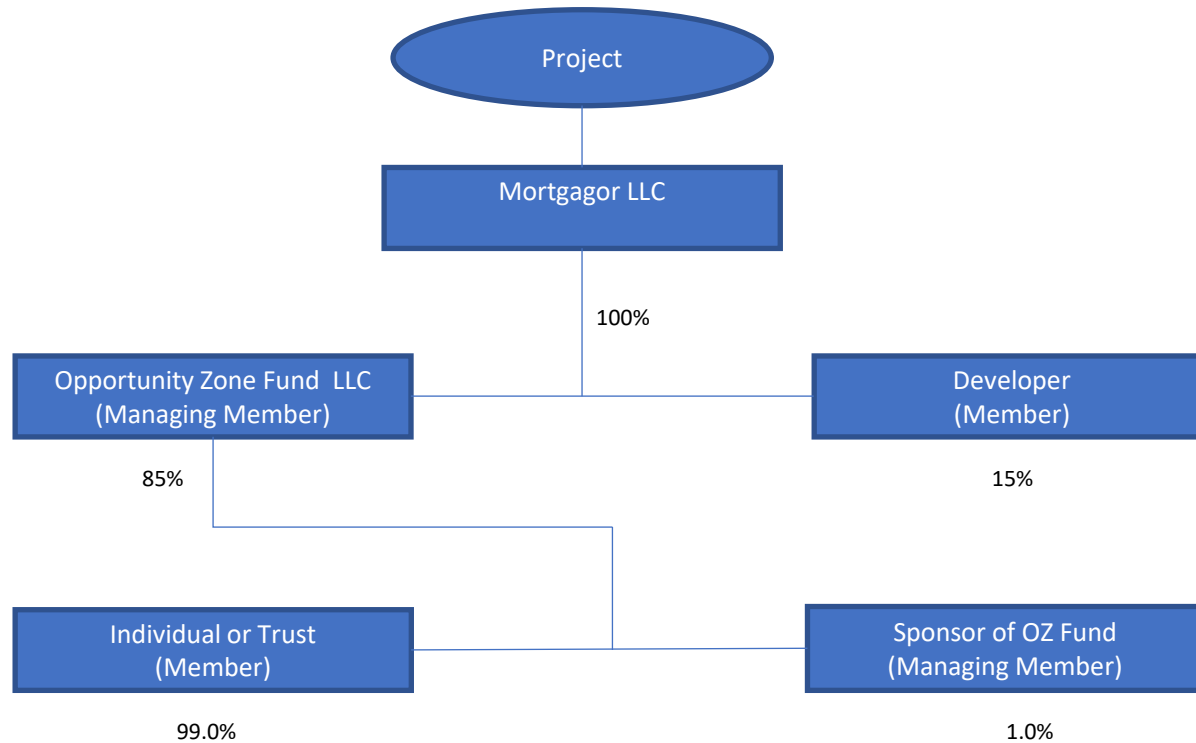 Project
Mortgagor LLC
100%
Opportunity Zone Fund  LLC
(Managing Member)
Developer
(Member)
85%
15%
Individual or Trust
(Member)
Sponsor of OZ Fund
(Managing Member)
99.0%
1.0%